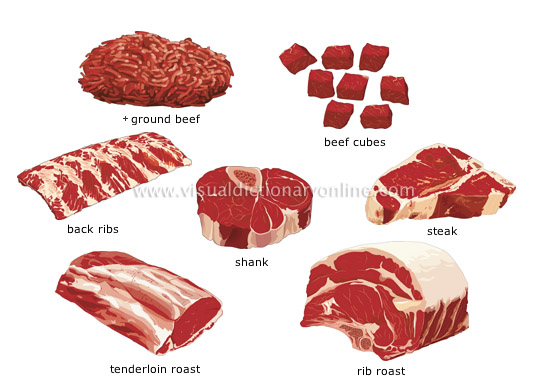 + ground beef
beef cubes
www.visualdictionaryonline.com
back ribs
shank
steak
tenderloin roast
rib roast